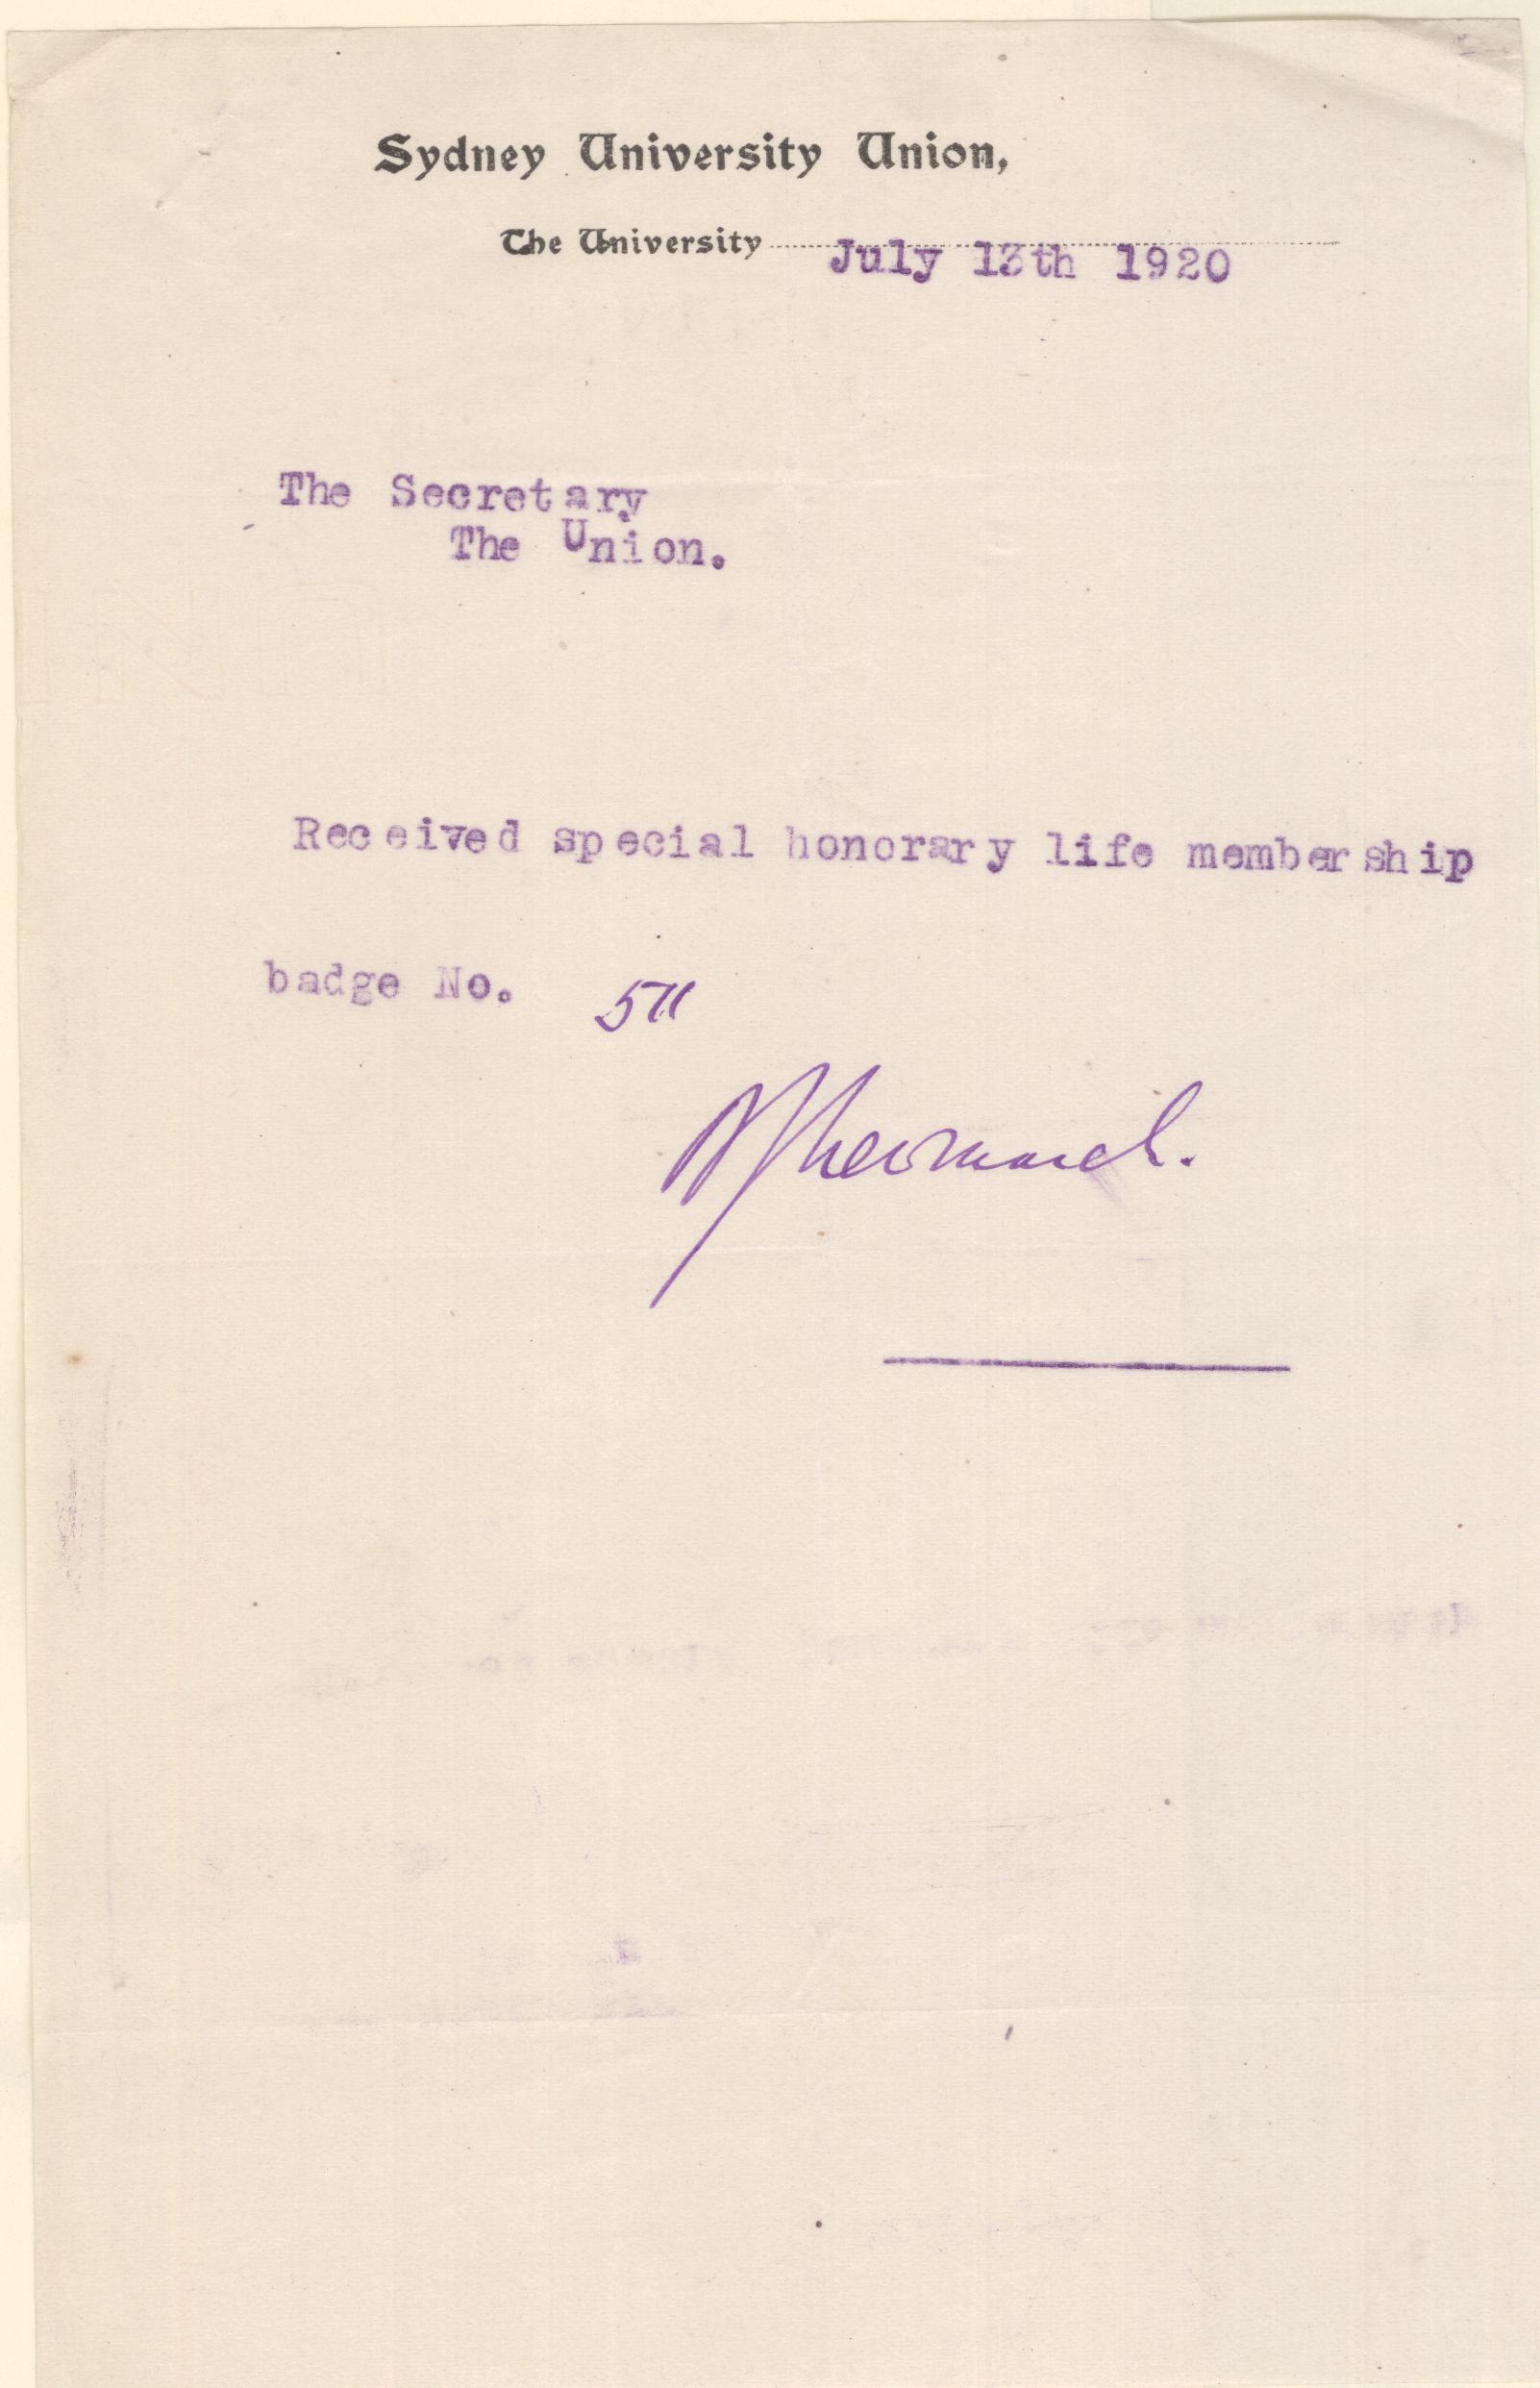 Sydney University Union,
The University July 13th 1920
The Secretary
The Union.
Received special honorary life membership
badge No. 511